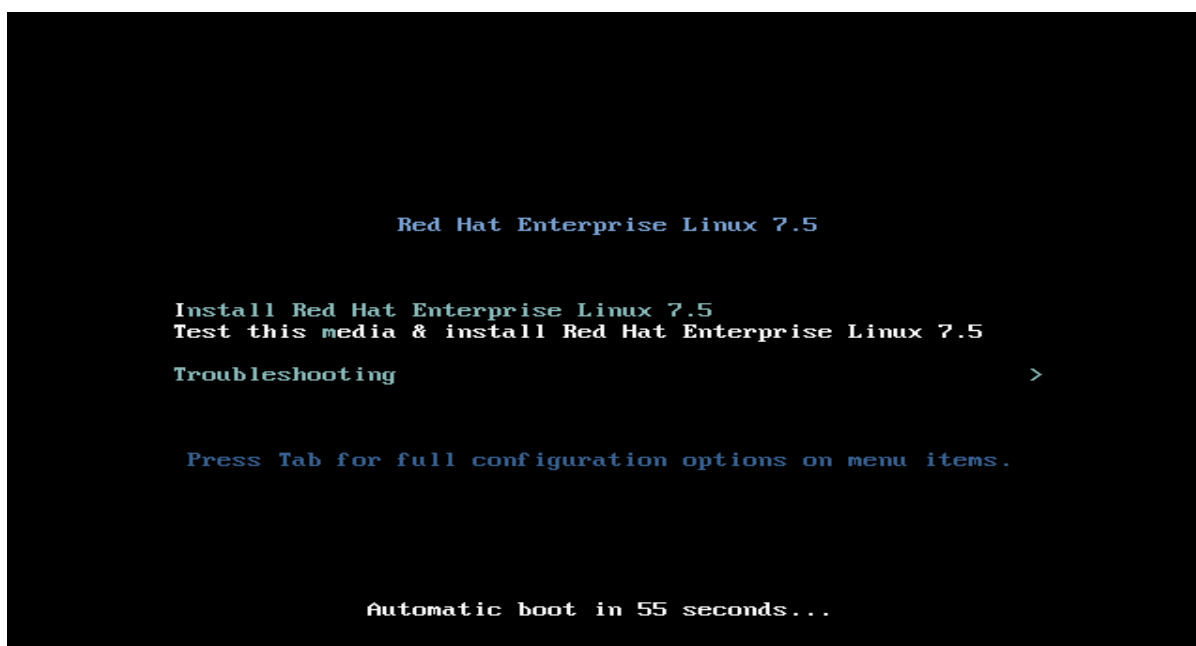 Red Hat Enterprise Linux 7.5
Install Red Hat Enterprise Linux 7.5
Test this media & install Red Hat Enterprise Linux 7.5
Troubleshooting >
Press Tab for full configuration options on menu items.
Automatic boot in 55 seconds...